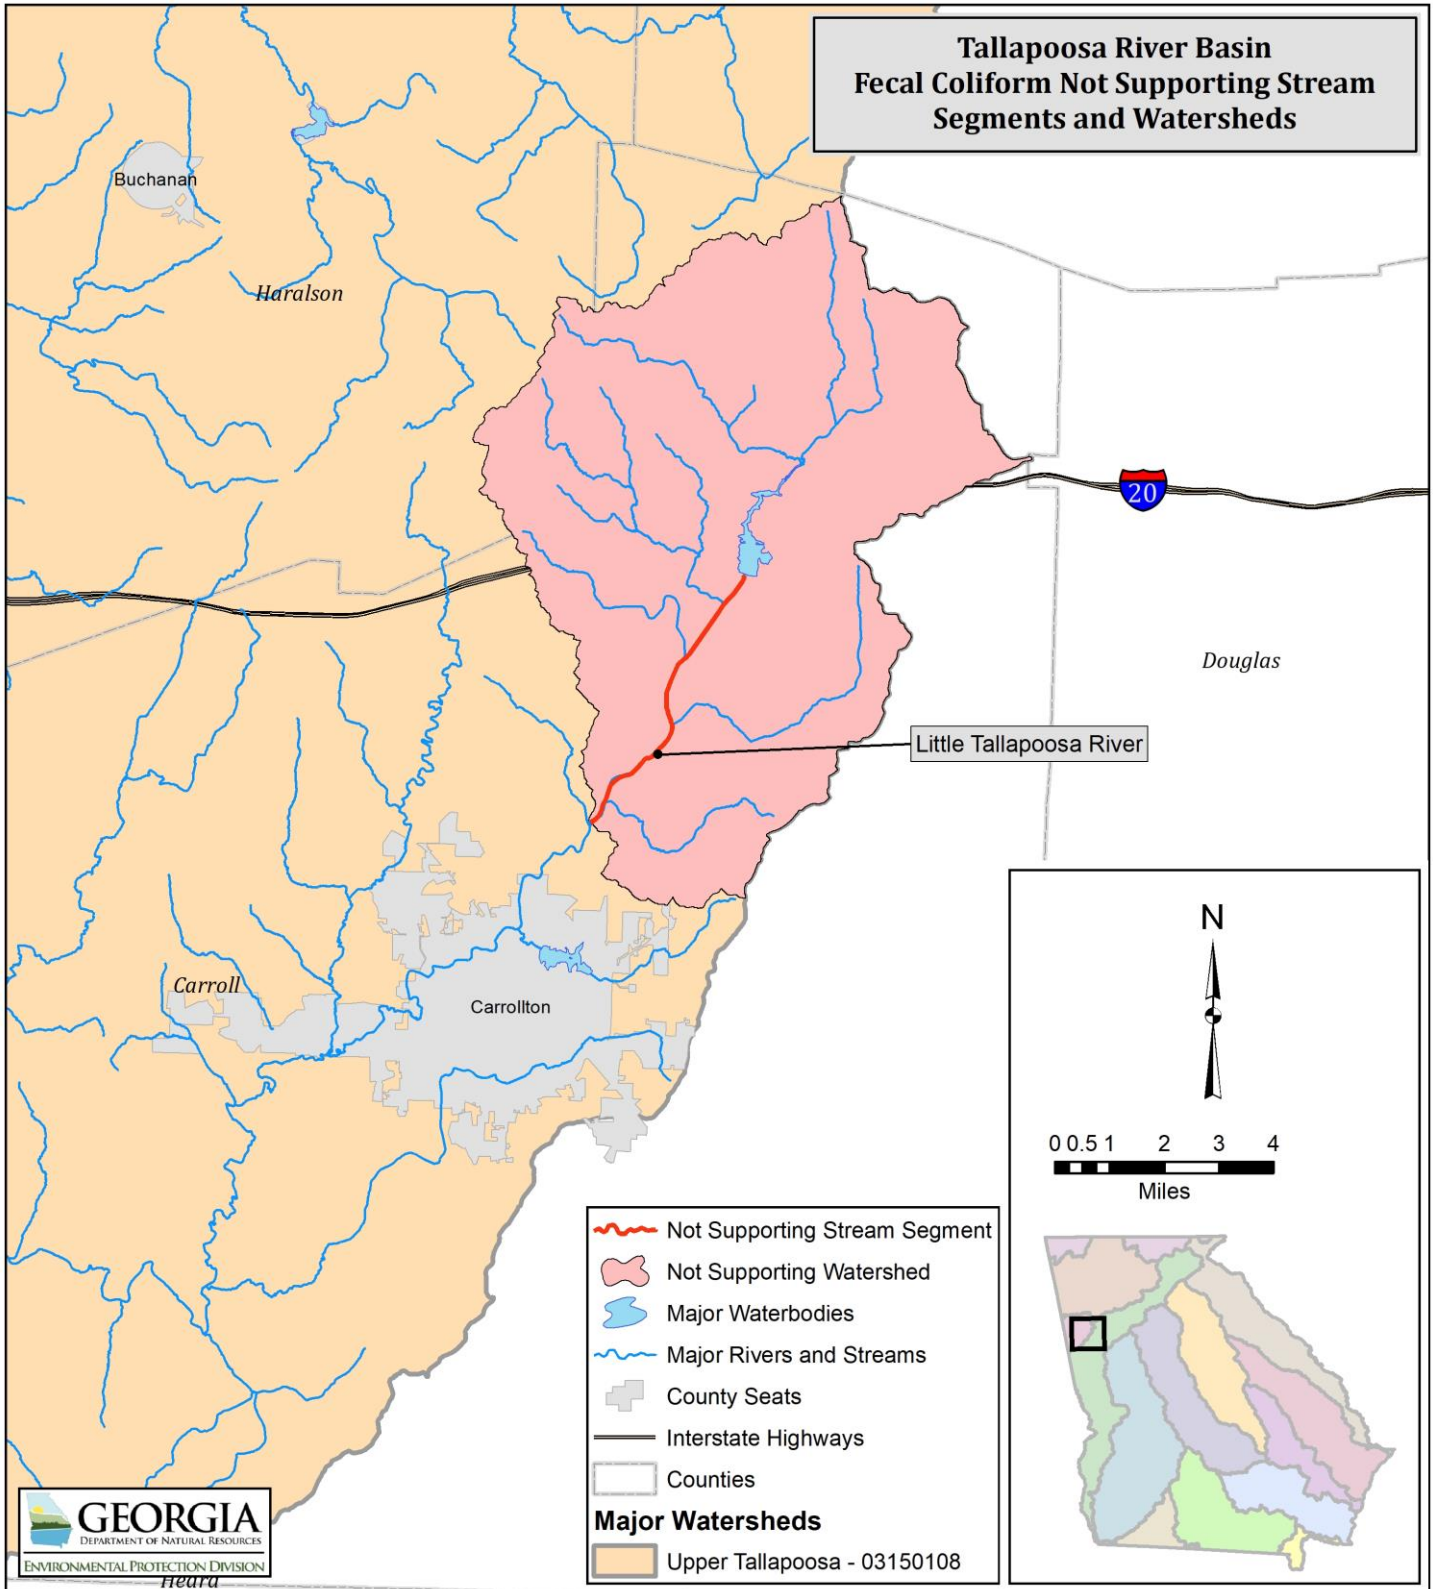 Tallapoosa River Basin
Fecal Coliform Not Supporting Stream
Segments and Watersheds
Buchanan
Haralson
20
Douglas
Little Tallapoosa River
Carroll
Carrollton
N
0 0.5 1 2 3 4
Miles
Not Supporting Stream Segment
Not Supporting Watershed
Major Waterbodies
Major Rivers and Streams
County Seats
Interstate Highways
Counties
Major Watersheds
Upper Tallapoosa - 03150108
GEORGIA
DEPARTMENT OF NATURAL RESOURCES
ENVIRONMENTAL PROTECTION DIVISION
Heard